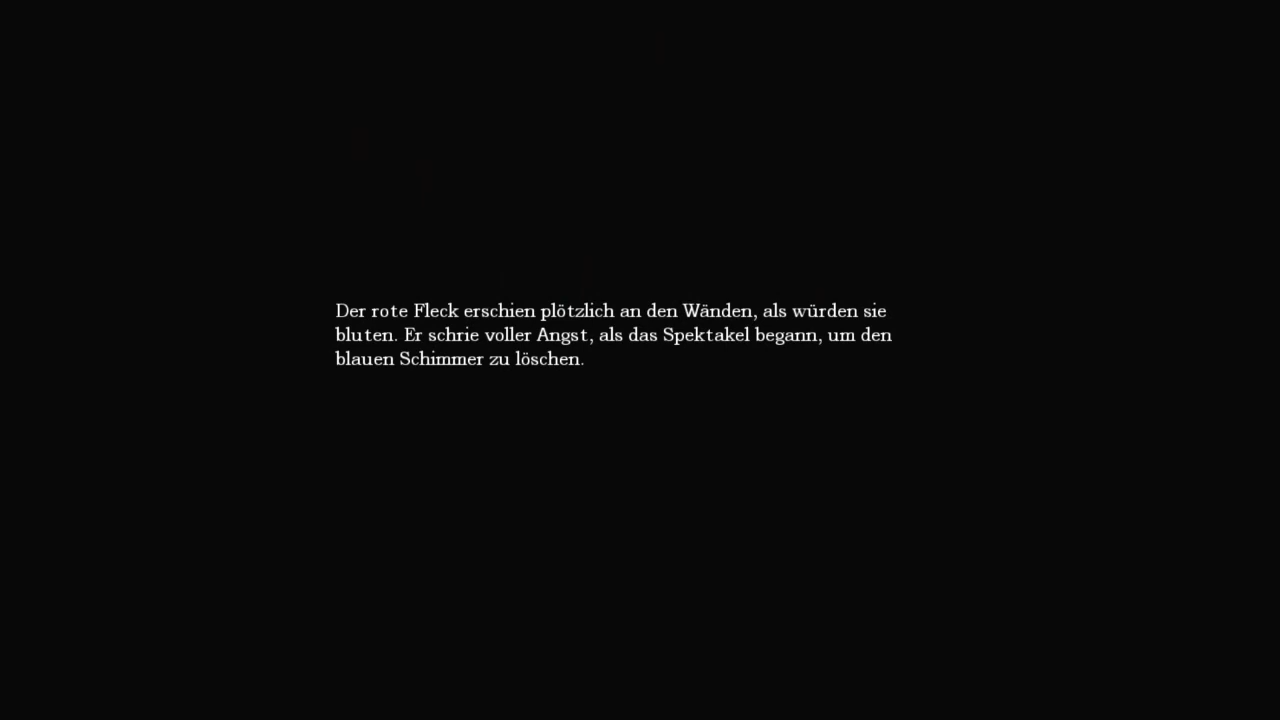 Der rote Fleck erschien plötzlich an den Wänden, als würden sie
bluten. Er schrie voller Angst, als das Spektakel begann, um den
blauen Schimmer zu löschen.